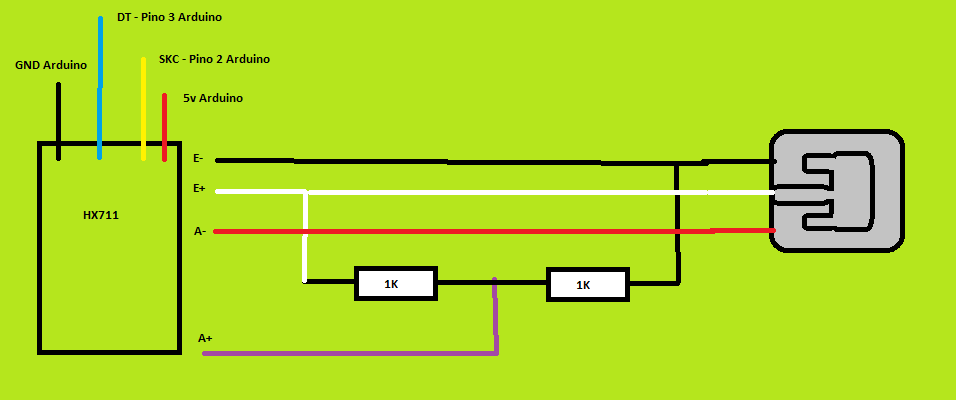 DT - Pino 3 Arduino
SKC - Pino 2 Arduino
GND Arduino
5v Arduino
E-
E+
HX711
A-
1K
1K
A+